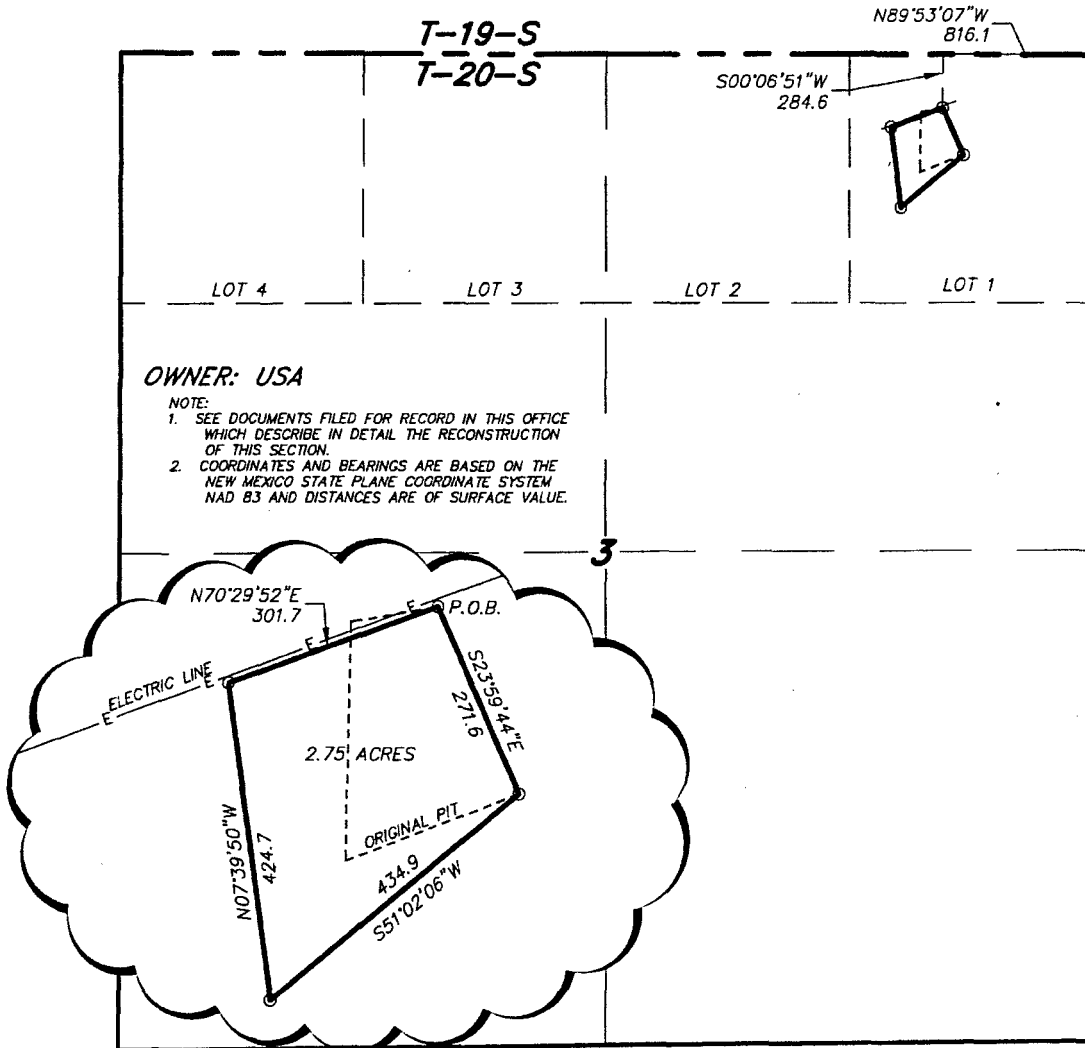 T-19-S
T-20-S
N89°53'07"W
816.1
S00°06'51"W
284.6
LOT 4
LOT 3
LOT 2
LOT 1
OWNER: USA
NOTE:
1. SEE DOCUMENTS FILED FOR RECORD IN THIS OFFICE
WHICH DESCRIBE IN DETAIL THE RECONSTRUCTION
OF THIS SECTION.
2. COORDINATES AND BEARINGS ARE BASED ON THE
NEW MEXICO STATE PLANE COORDINATE SYSTEM
NAD 83 AND DISTANCES ARE OF SURFACE VALUE.
3
N70°29'52"E
301.7
E
E
P.O.B.
ELECTRIC LINE
E
E
S23°59'44"E
271.6
2.75 ACRES
ORIGINAL PIT
N07°39'50"W
424.7
434.9
S51°02'06"W